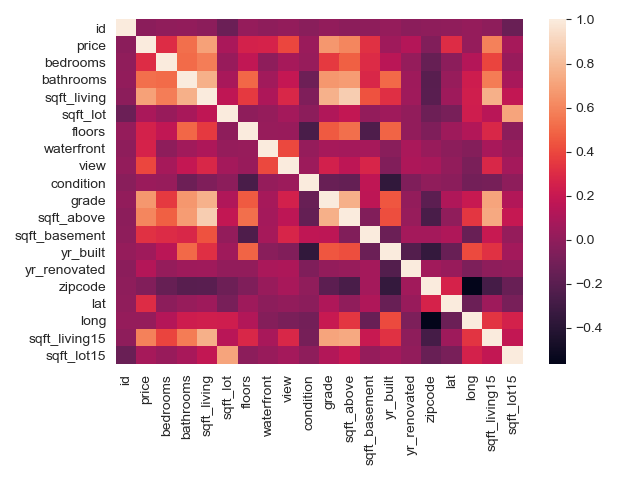 id
price
bedrooms
bathrooms
sqft_living
sqft_lot
floors
waterfront
view
condition
grade
sqft_above
sqft_basement
yr_built
yr_renovated
zipcode
lat
long
sqft_living15
sqft_lot15
id
price
bedrooms
bathrooms
sqft_living
sqft_lot
floors
waterfront
view
condition
grade
sqft_above
sqft_basement
yr_built
yr_renovated
zipcode
lat
long
sqft_living15
sqft_lot15
1.0
0.8
0.6
0.4
0.2
0.0
−0.2
−0.4